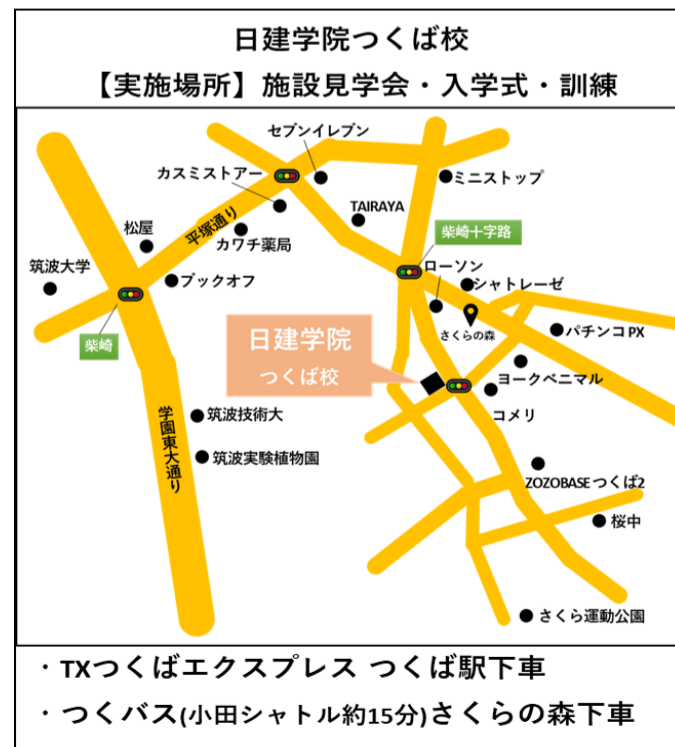 日建学院つくば校
【実施場所】施設見学会・入学式・訓練
セブンイレブン
カスミストアー
ミニストップ
TAIRAYA
松屋
平塚通り
カワチ薬局
柴崎十字路
筑波大学
ブックオフ
ローソン
シャトレーゼ
さくらの森
パチンコPX
柴崎
日建学院
つくば校
ヨークベニマル
コメリ
学園東大通り
筑波技術大
筑波実験植物園
ZOZOBASEつくば2
桜中
さくら運動公園
・TXつくばエクスプレス つくば駅下車
・つくバス(小田シャトル約15分)さくらの森下車